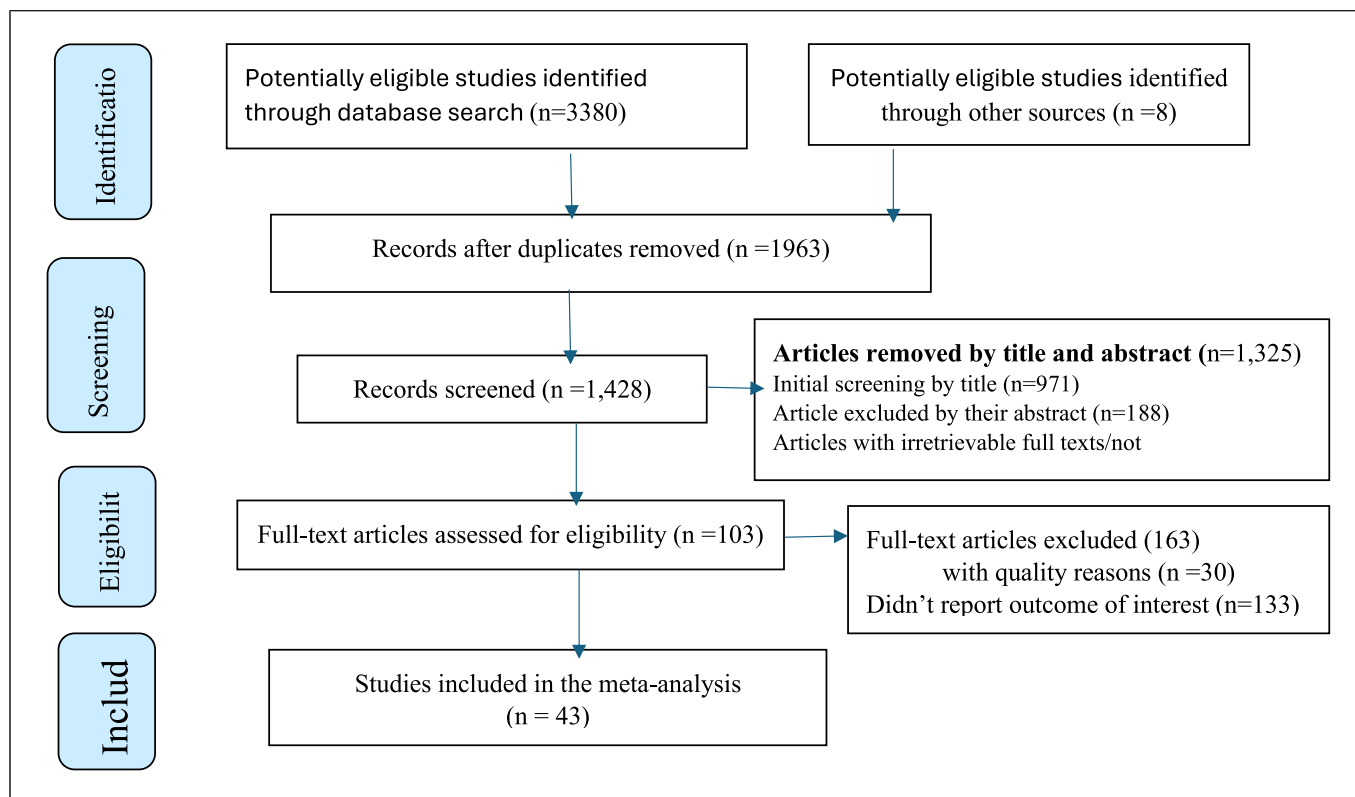 Identificatio
Potentially eligible studies identified
through database search (n=3380)
Potentially eligible studies identified
through other sources (n =8)
Records after duplicates removed (n =1963)
Screening
Records screened (n =1,428)
Articles removed by title and abstract (n=1,325)
Initial screening by title (n=971)
Article excluded by their abstract (n=188)
Articles with irretrievable full texts/not
Eligibilit
Full-text articles assessed for eligibility (n =103)
Full-text articles excluded (163)
with quality reasons (n =30)
Didn’t report outcome of interest (n=133)
Includ
Studies included in the meta-analysis
(n = 43)